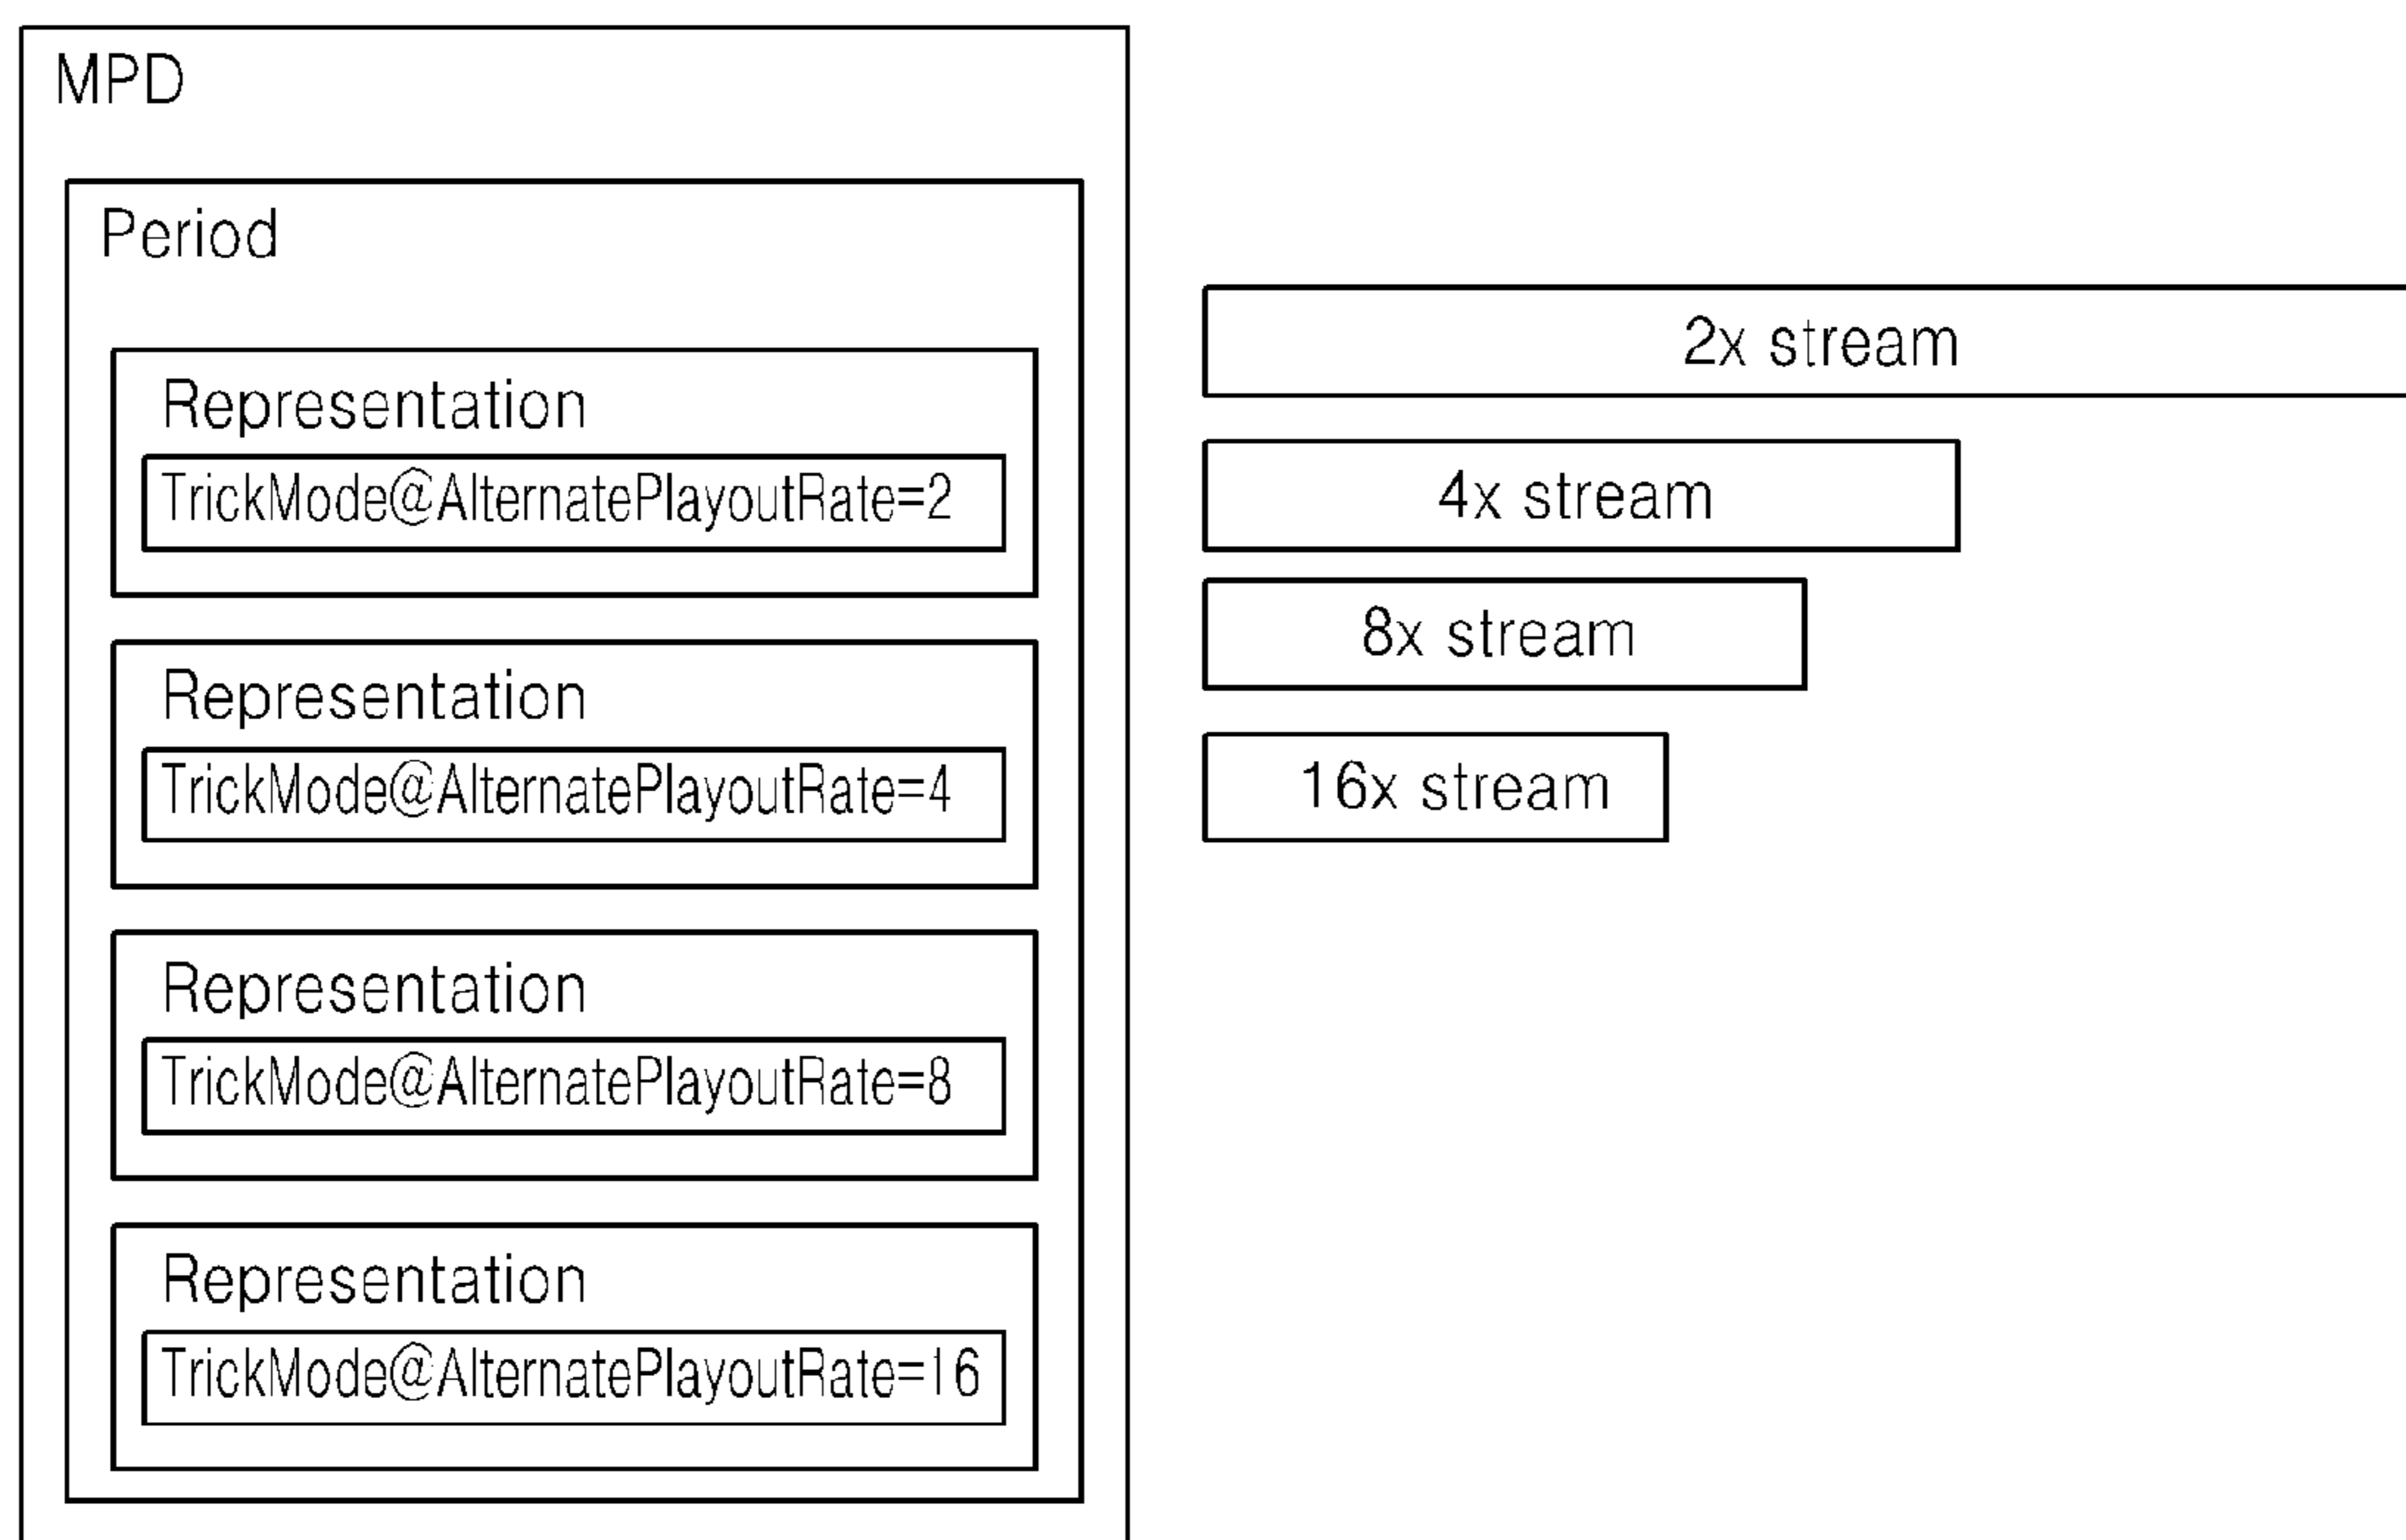 MPD
Period
Representation
TrickMode@AlternatePlayoutRate=2
Representation
TrickMode@AlternatePlayoutRate=4
Representation
TrickMode@AlternatePlayoutRate=8
Representation
TrickMode@AlternatePlayoutRate=16
2x stream
4x stream
8x stream
16x stream